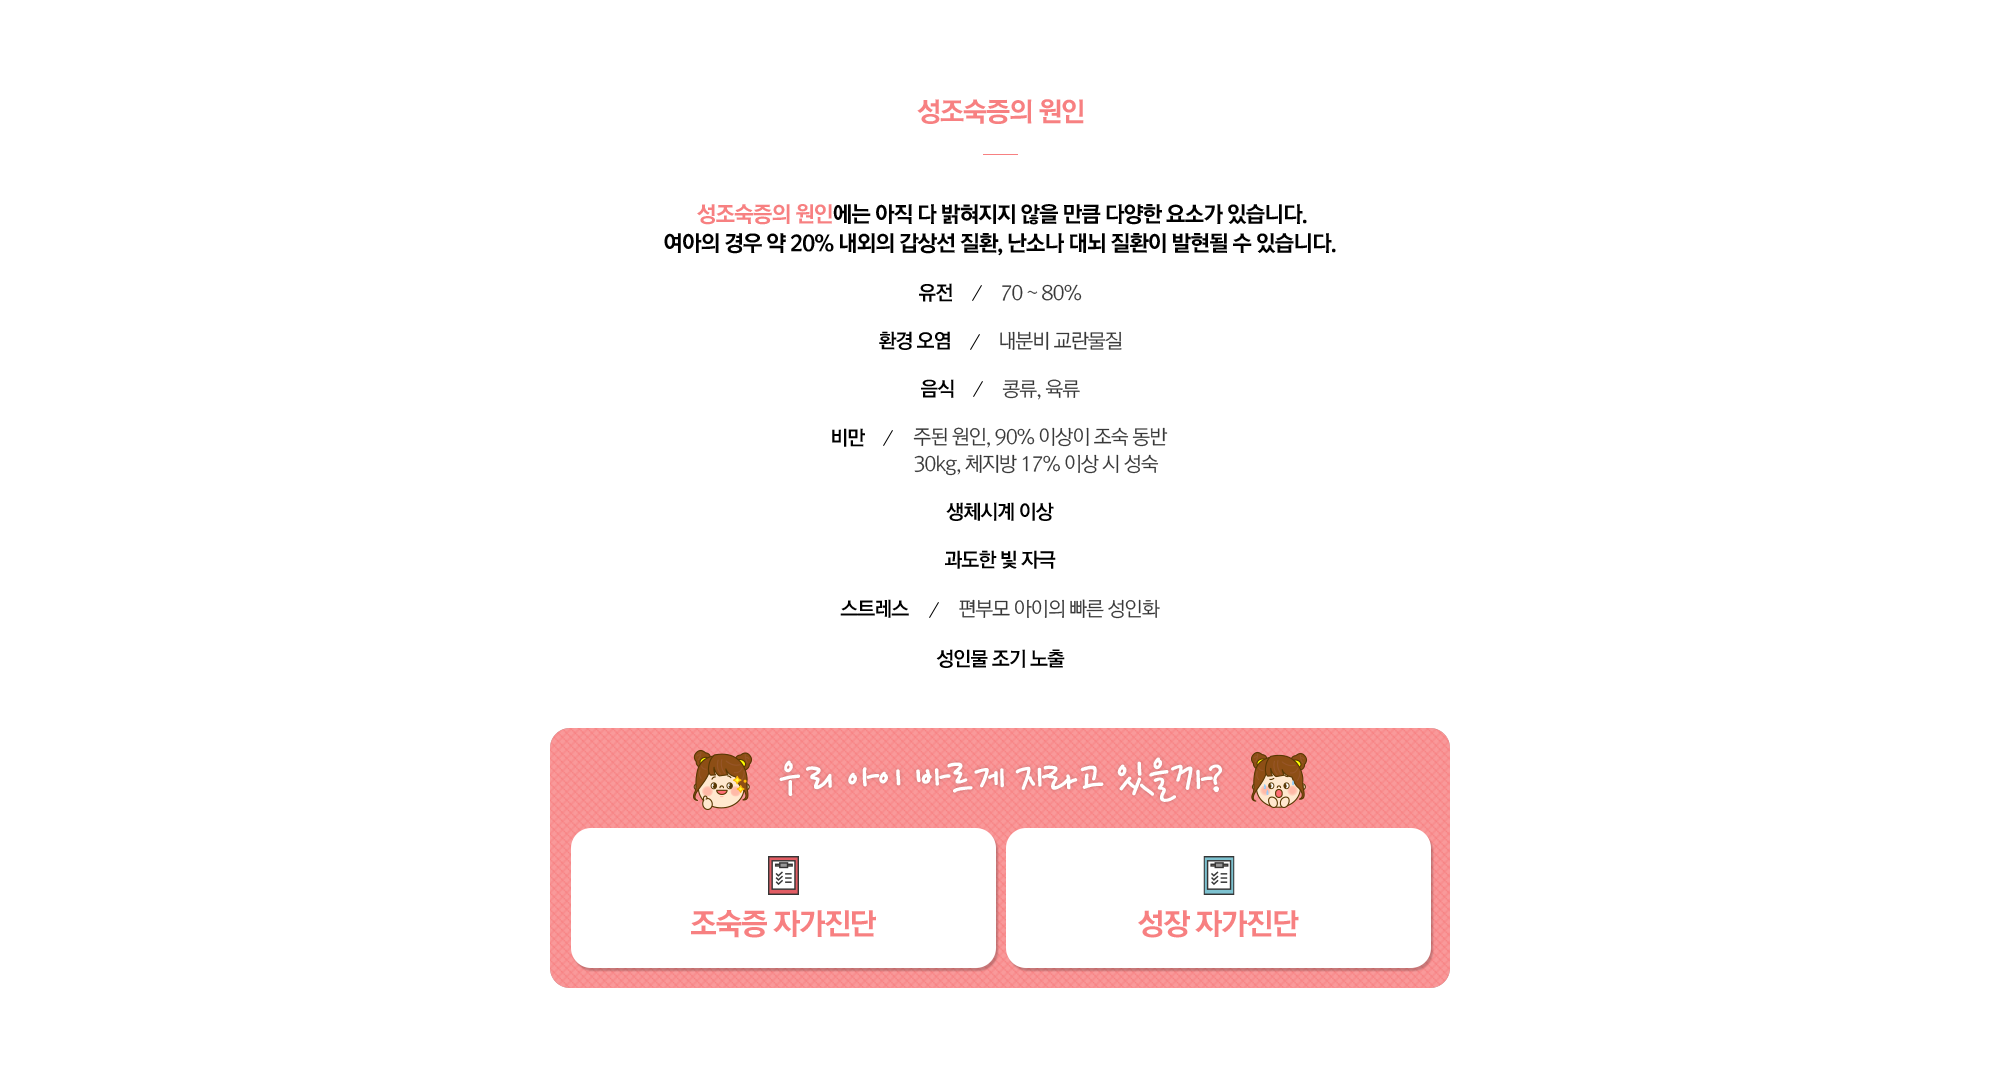 성조숙증의 원인
성조숙증의 원인에는 아직 다 밝혀지지 않을 만큼 다양한 요소가 있습니다.
여아의 경우 약 20% 내외의 갑상선 질환, 난소나 대뇌 질환이 발현될 수 있습니다.
유전 / 70 ~ 80%
환경 오염 / 내분비 교란물질
음식 / 콩류, 육류
비만 / 주된 원인, 90% 이상이 조숙 동반
30kg, 체지방 17% 이상 시 성숙
생체시계 이상
과도한 빛 자극
스트레스 / 편부모 아이의 빠른 성인화
성인물 조기 노출
우리 아이 바르게 자라고 있을까?
조숙증 자가진단
성장 자가진단